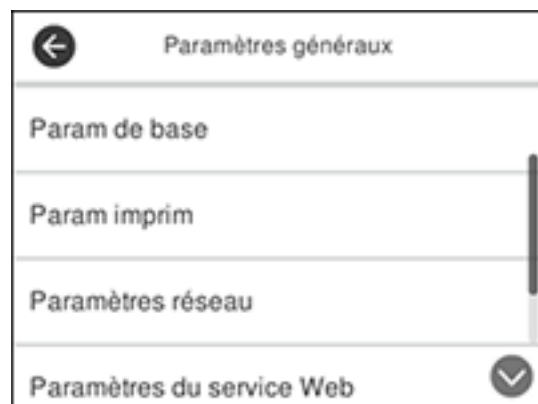 Paramètres généraux
Param de base
Param imprim
Paramètres réseau
Paramètres du service Web